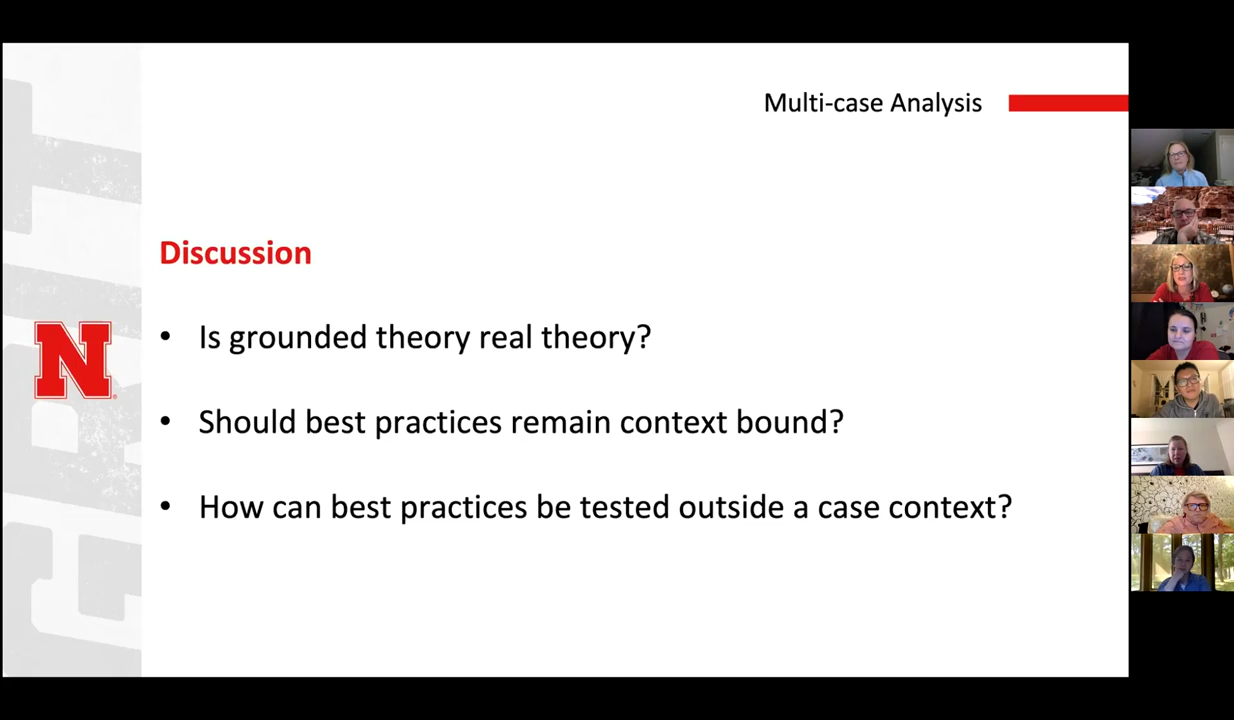 Multi-case Analysis
Discussion
• Is grounded theory real theory?
• Should best practices remain context bound?
• How can best practices be tested outside a case context?
N
GRIT